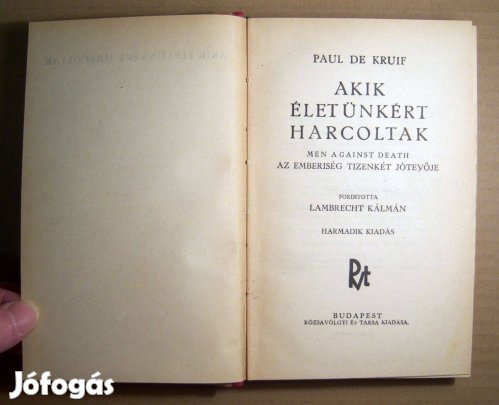 PAUL DE KRUIF
AKIK
ÉLETÜNKÉRT
HARCOLTAK
MEN AGAINST DEATH
AZ EMBERISÉG TIZENKÉT JÓTEVŐJE
FORDITOTTA
LAMBRECHT KÁLMÁN
HARMADIK KIADÁS
Rvt
BUDAPEST
RÓZSAVÖLGYI ÉS TÁRSA KIADÁSA.
Jófogás